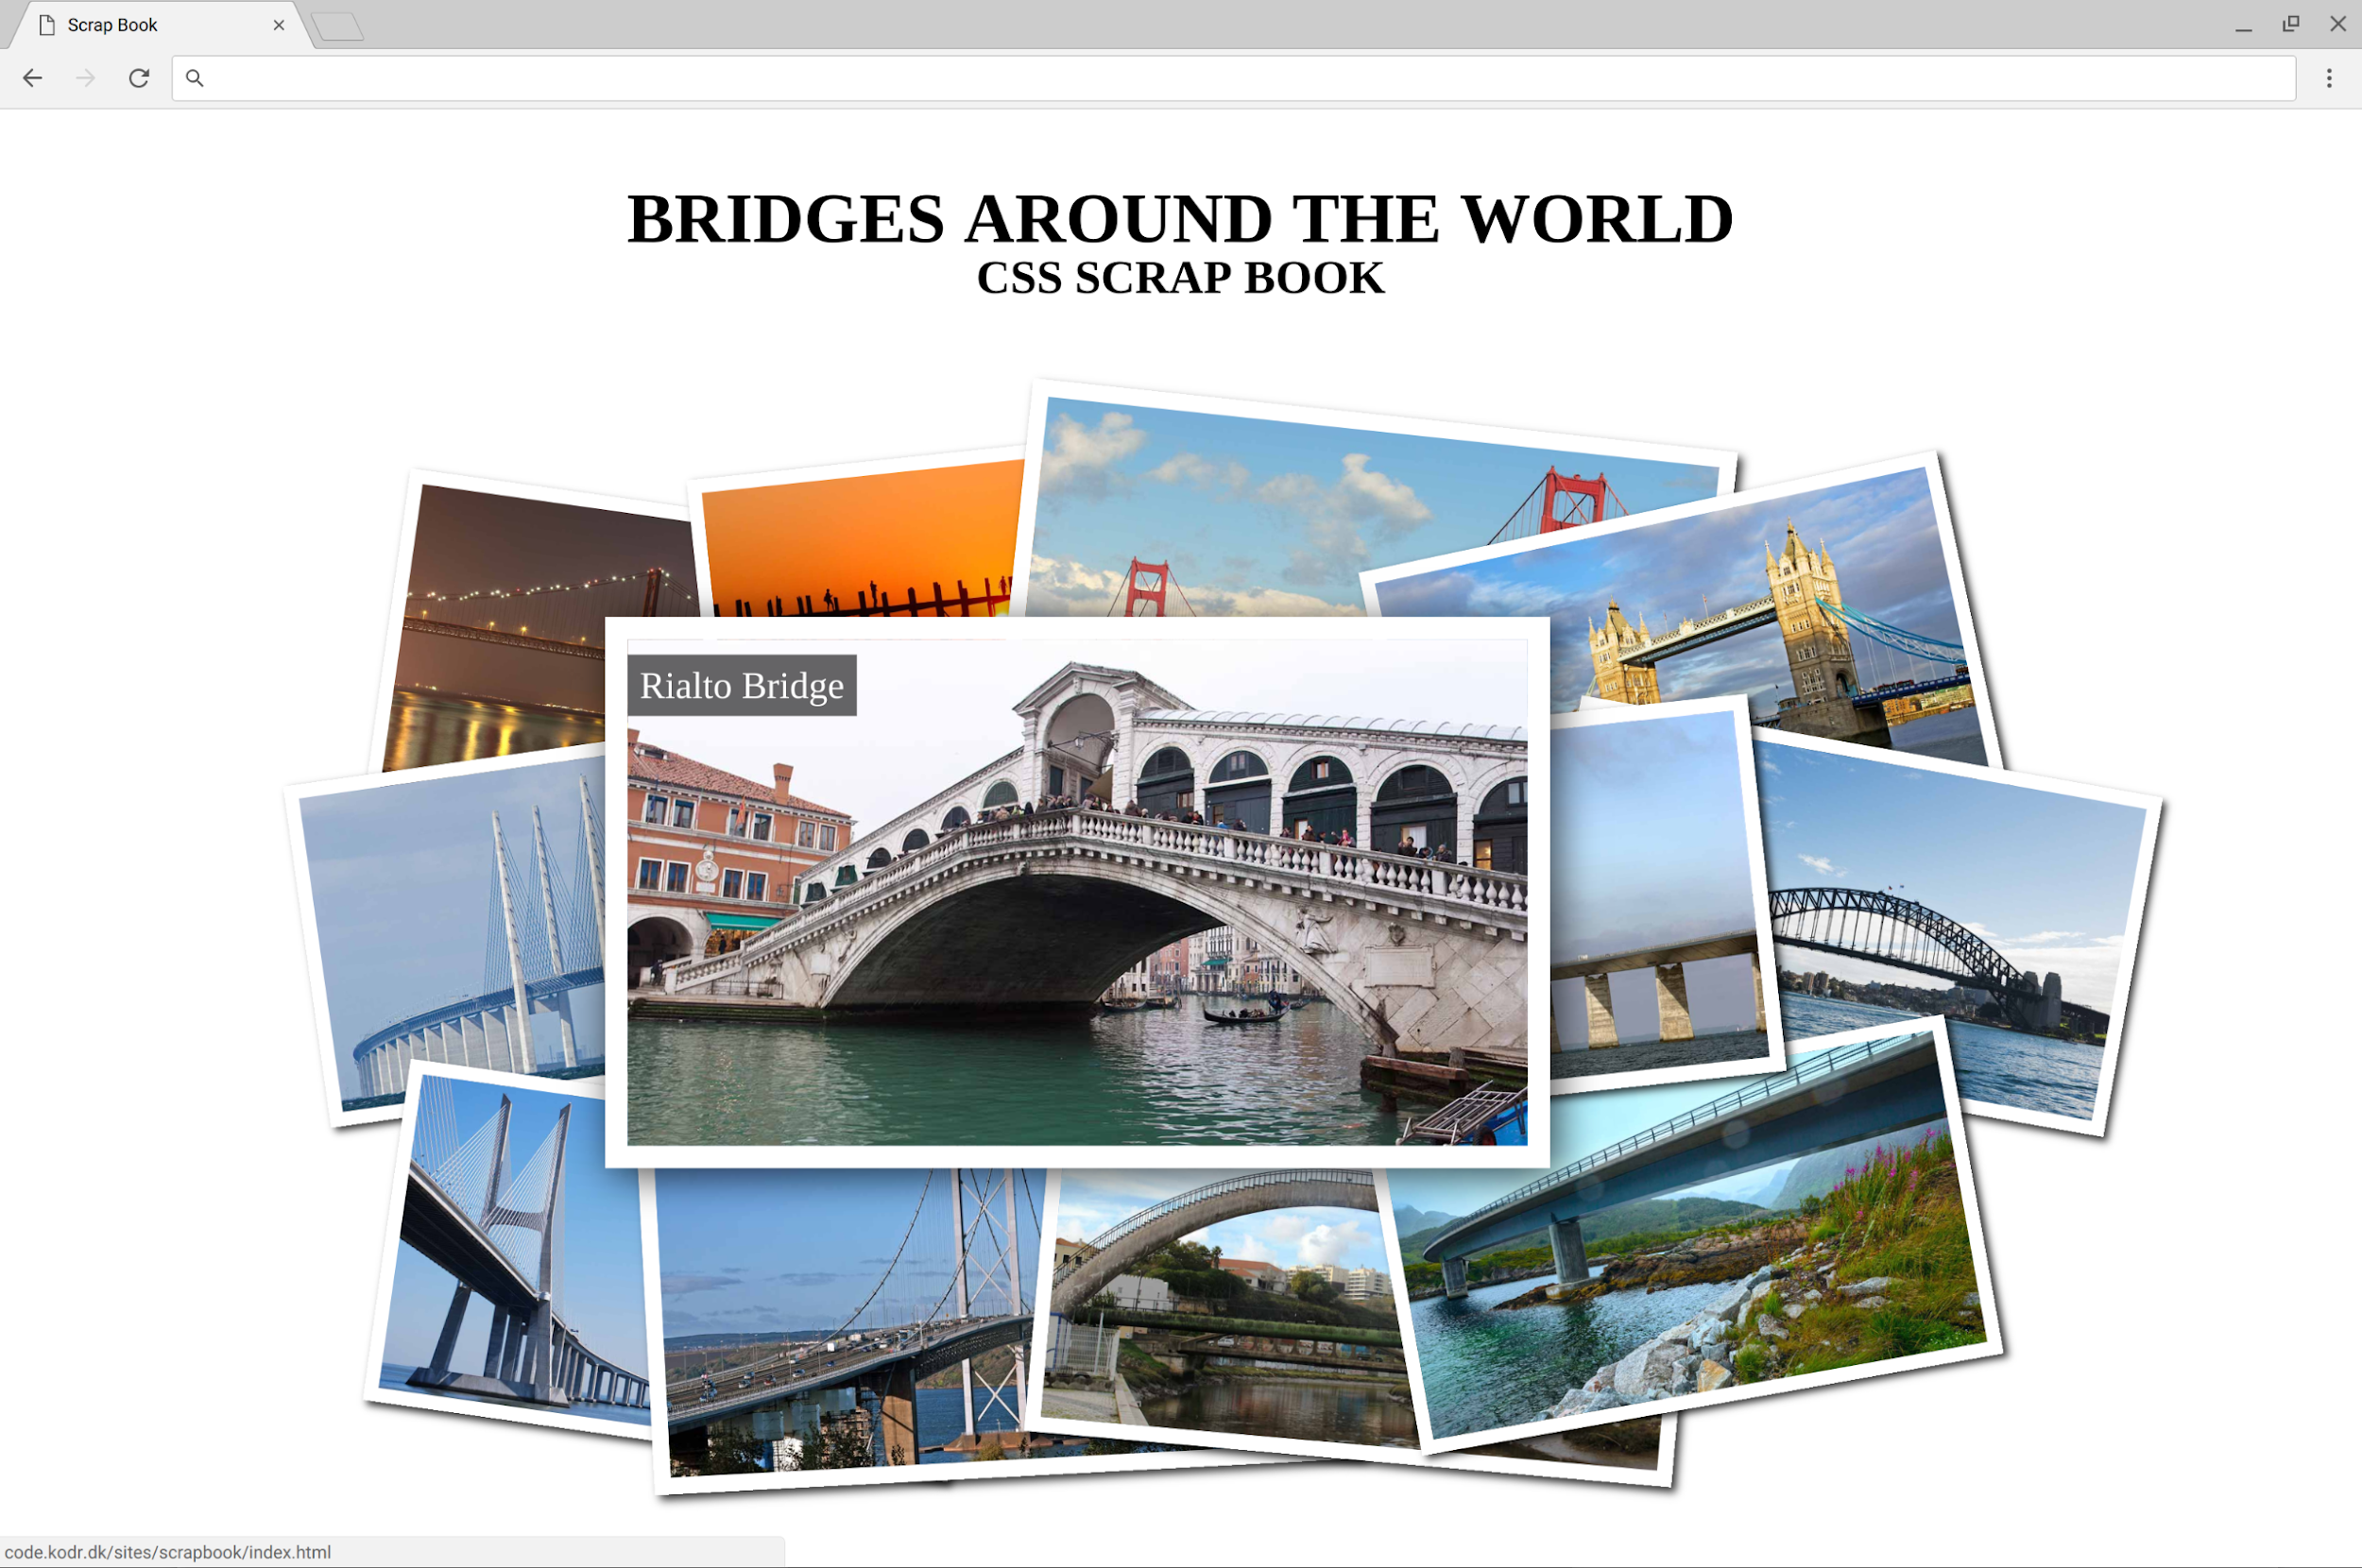 Scrap Book
BRIDGES AROUND THE WORLD
CSS SCRAP BOOK
Rialto Bridge
code.kodr.dk/sites/scrapbook/index.html